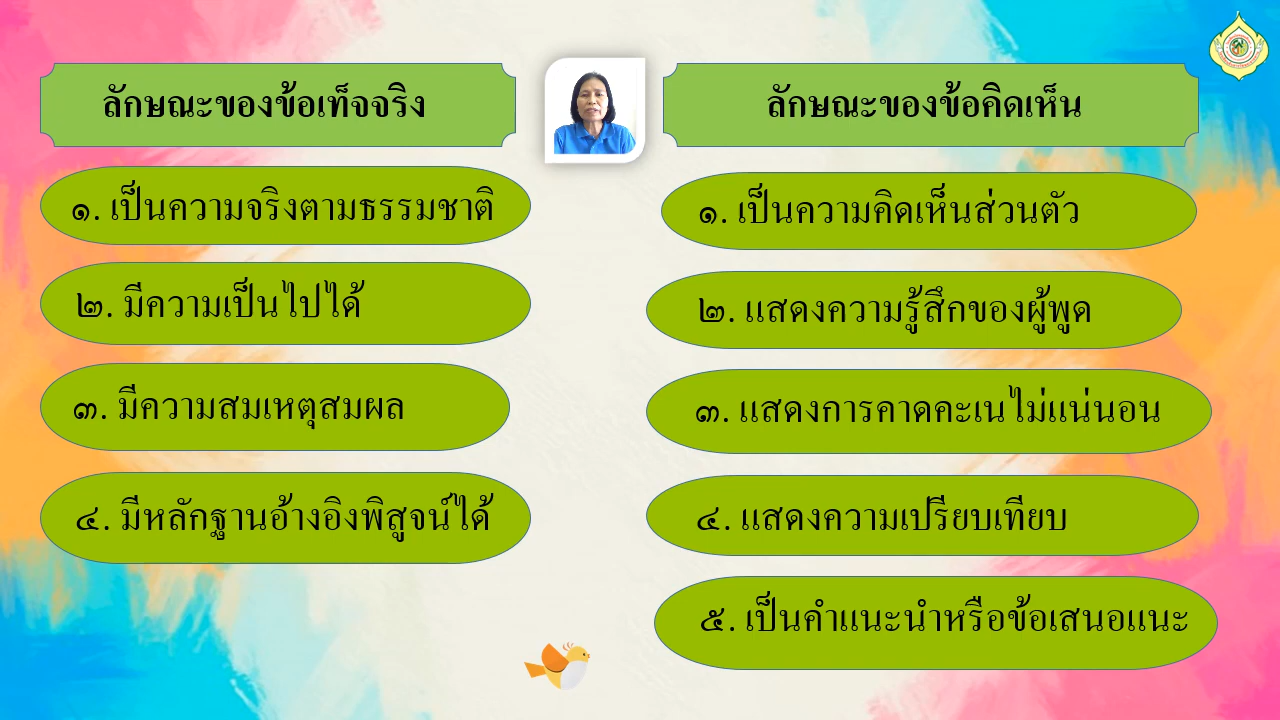 ลักษณะของข้อเท็จจริง
๑. เป็นความจริงตามธรรมชาติ
๒. มีความเป็นไปได้
๓. มีความสมเหตุสมผล
๔. มีหลักฐานอ้างอิงพิสูจน์ได้
ลักษณะของข้อคิดเห็น
๑. เป็นความคิดเห็นส่วนตัว
๒. แสดงความรู้สึกของผู้พูด
๓. แสดงการคาดคะเนไม่แน่นอน
๔. แสดงความเปรียบเทียบ
๕. เป็นคำแนะนำหรือข้อเสนอแนะ